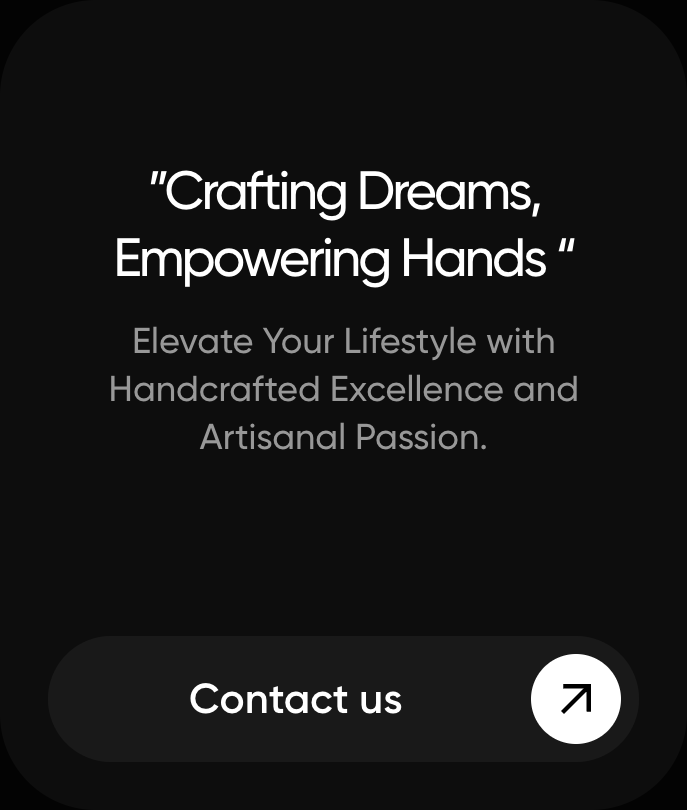 ”Crafting Dreams,
Empowering Hands “
Elevate Your Lifestyle with
Handcrafted Excellence and
Artisanal Passion.
Contact us